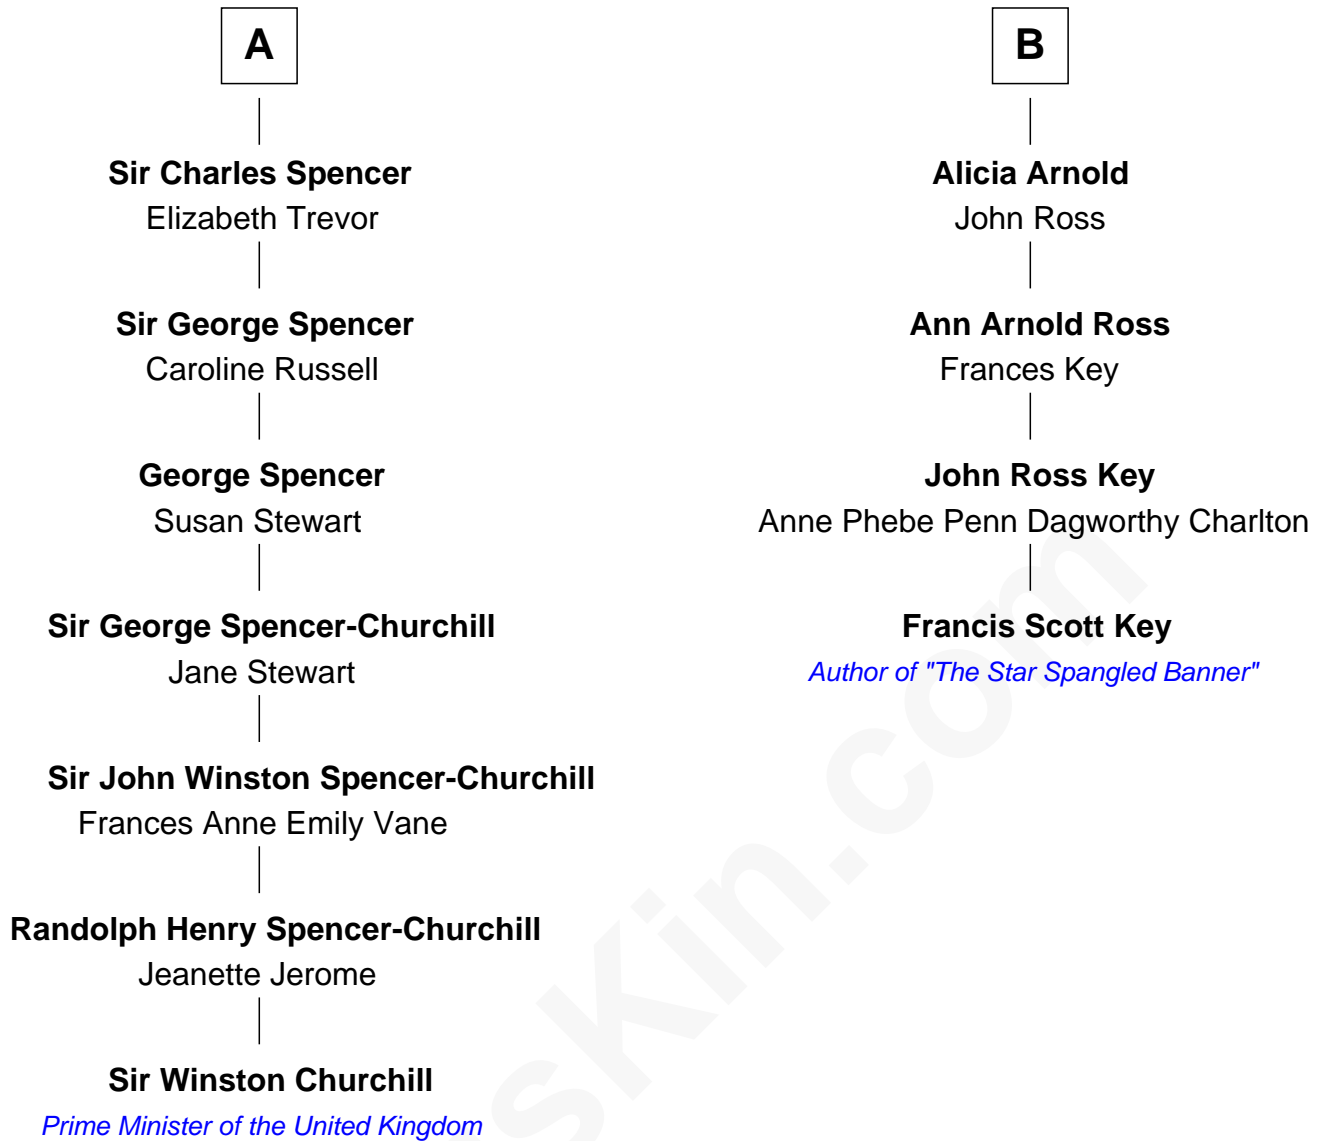 A
Sir Charles Spencer
Elizabeth Trevor
Sir George Spencer
Caroline Russell
George Spencer
Susan Stewart
Sir George Spencer-Churchill
Jane Stewart
Sir John Winston Spencer-Churchill
Frances Anne Emily Vane
Randolph Henry Spencer-Churchill
Jeanette Jerome
Sir Winston Churchill
Prime Minister of the United Kingdom
B
Alicia Arnold
John Ross
Ann Arnold Ross
Frances Key
John Ross Key
Anne Phebe Penn Dagworthy Charlton
Francis Scott Key
Author of "The Star Spangled Banner"
sKin.com